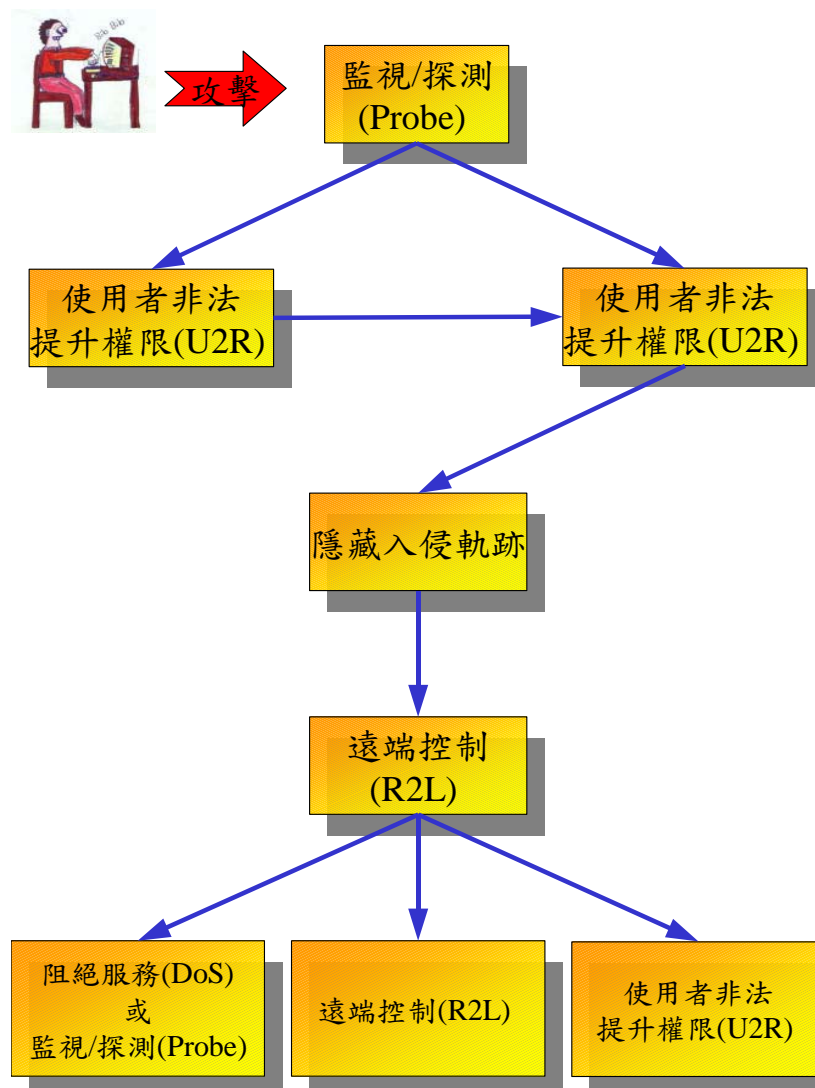 Bib Bib
攻擊
監視/探測
(Probe)
使用者非法
提升權限(U2R)
使用者非法
提升權限(U2R)
隱藏入侵軌跡
遠端控制
(R2L)
阻絕服務(DoS)
或
監視/探測(Probe)
遠端控制(R2L)
使用者非法
提升權限(U2R)